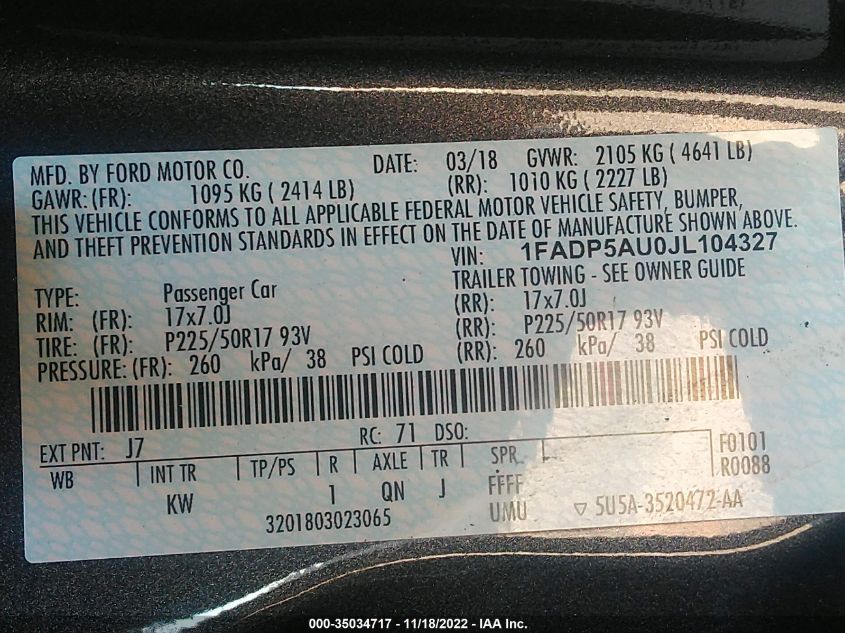 MFD. BY FORD MOTOR CO. DATE: 03/18 GVWR: 2105 KG ( 4641 LB)
GAWR: (FR): 1095 KG ( 2414 LB) (RR): 1010 KG ( 2227 LB)
THIS VEHICLE CONFORMS TO ALL APPLICABLE FEDERAL MOTOR VEHICLE SAFETY, BUMPER,
AND THEFT PREVENTION STANDARDS IN EFFECT ON THE DATE OF MANUFACTURE SHOWN ABOVE.
VIN: 1FADP5AU0JL104327
TYPE: Passenger Car TRAILER TOWING - SEE OWNER GUIDE
RIM: (FR): 17x7.0J (RR): 17x7.0J
TIRE: (FR): P225/50R17 93V (RR): P225/50R17 93V
PRESSURE: (FR): 260 kPa/ 38 PSI COLD (RR): 260 kPa/ 38 PSI COLD
EXT PNT: J7 RC: 71 DSO:
WB INT TR TP/PS R AXLE TR SPR F0101
KW 1 QN J FFFF R0088
3201803023065 UMU ▽ 5U5A-3520472-AA
000-35034717 - 11/18/2022 - IAA Inc.